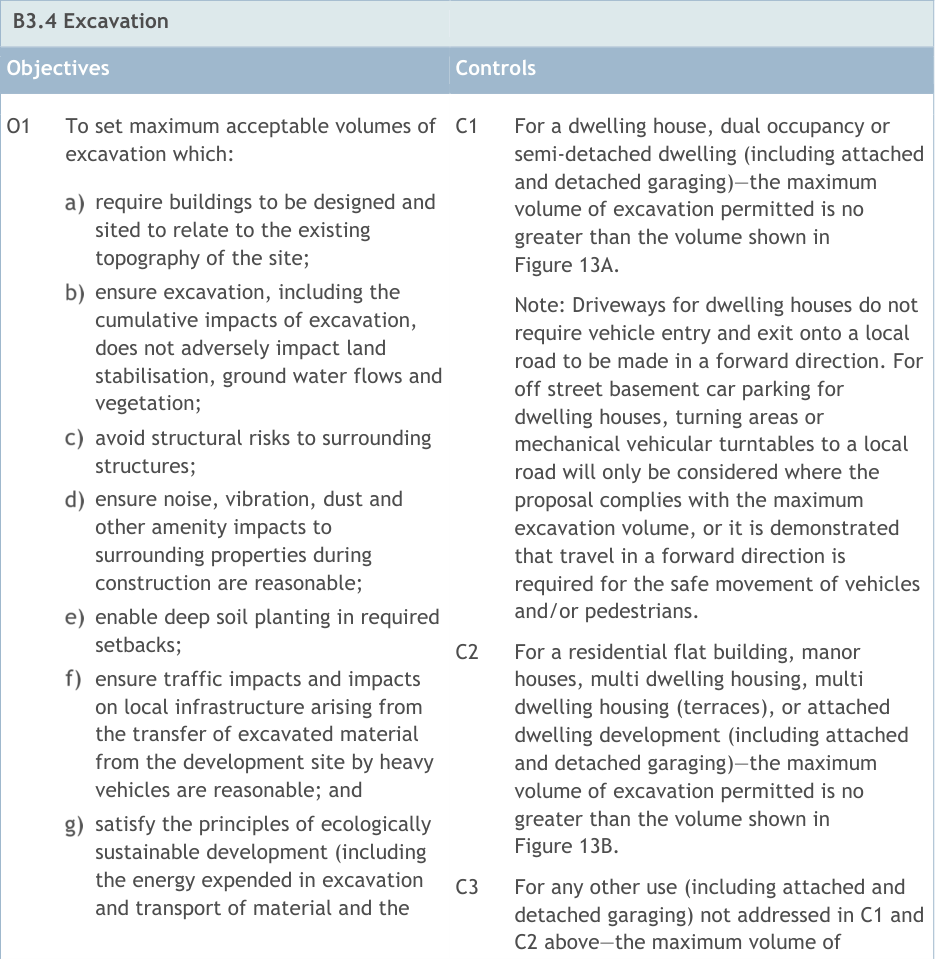 B3.4 Excavation
Objectives
Controls
O1 To set maximum acceptable volumes of
excavation which:
a) require buildings to be designed and
sited to relate to the existing
topography of the site;
b) ensure excavation, including the
cumulative impacts of excavation,
does not adversely impact land
stabilisation, ground water flows and
vegetation;
c) avoid structural risks to surrounding
structures;
d) ensure noise, vibration, dust and
other amenity impacts to
surrounding properties during
construction are reasonable;
e) enable deep soil planting in required
setbacks;
f) ensure traffic impacts and impacts
on local infrastructure arising from
the transfer of excavated material
from the development site by heavy
vehicles are reasonable; and
g) satisfy the principles of ecologically
sustainable development (including
the energy expended in excavation
and transport of material and the
C1 For a dwelling house, dual occupancy or
semi-detached dwelling (including attached
and detached garaging)—the maximum
volume of excavation permitted is no
greater than the volume shown in
Figure 13A.
Note: Driveways for dwelling houses do not
require vehicle entry and exit onto a local
road to be made in a forward direction. For
off street basement car parking for
dwelling houses, turning areas or
mechanical vehicular turntables to a local
road will only be considered where the
proposal complies with the maximum
excavation volume, or it is demonstrated
that travel in a forward direction is
required for the safe movement of vehicles
and/or pedestrians.
C2 For a residential flat building, manor
houses, multi dwelling housing, multi
dwelling housing (terraces), or attached
dwelling development (including attached
and detached garaging)—the maximum
volume of excavation permitted is no
greater than the volume shown in
Figure 13B.
C3 For any other use (including attached and
detached garaging) not addressed in C1 and
C2 above—the maximum volume of